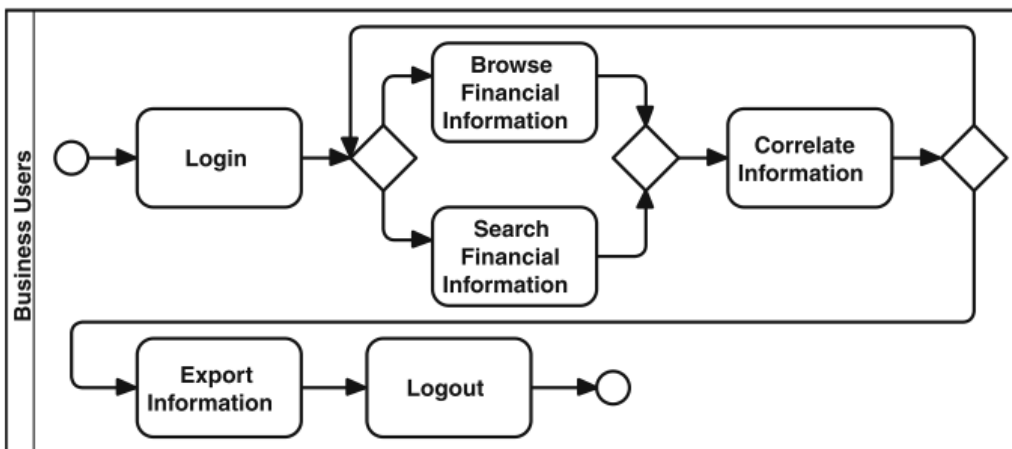 Business Users
Login
Browse
Financial
Information
Search
Financial
Information
Correlate
Information
Export
Information
Logout